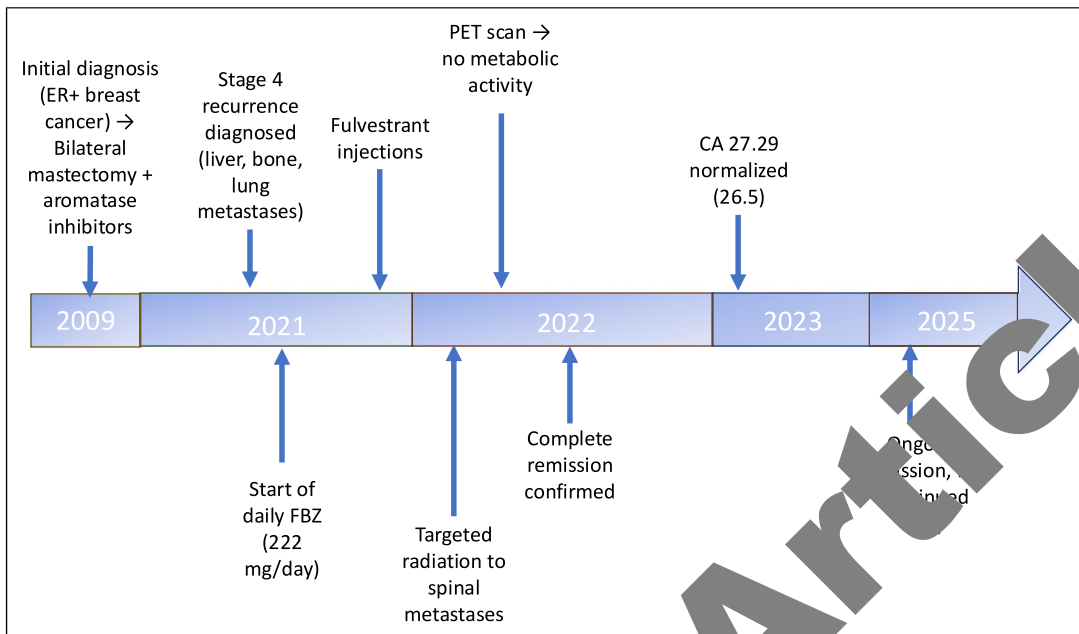 Initial diagnosis
(ER+ breast
cancer) →
Bilateral
mastectomy +
aromatase
inhibitors
Stage 4
recurrence
diagnosed
(liver, bone,
lung
metastases)
Fulvestrant
injections
PET scan →
no metabolic
activity
CA 27.29
normalized
(26.5)
2009
2021
2022
2023
2025
Start of
daily FBZ
(222
mg/day)
Targeted
radiation to
spinal
metastases
Complete
remission
confirmed